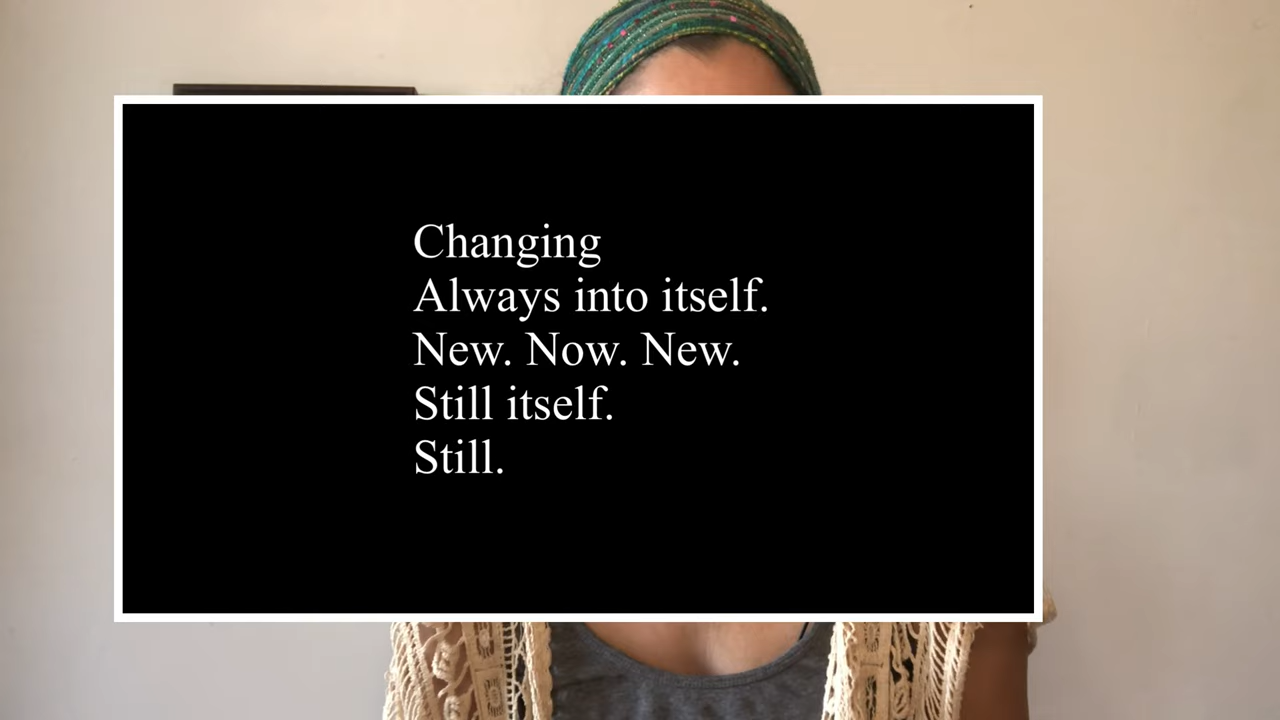 Changing
Always into itself.
New. Now. New.
Still itself.
Still.